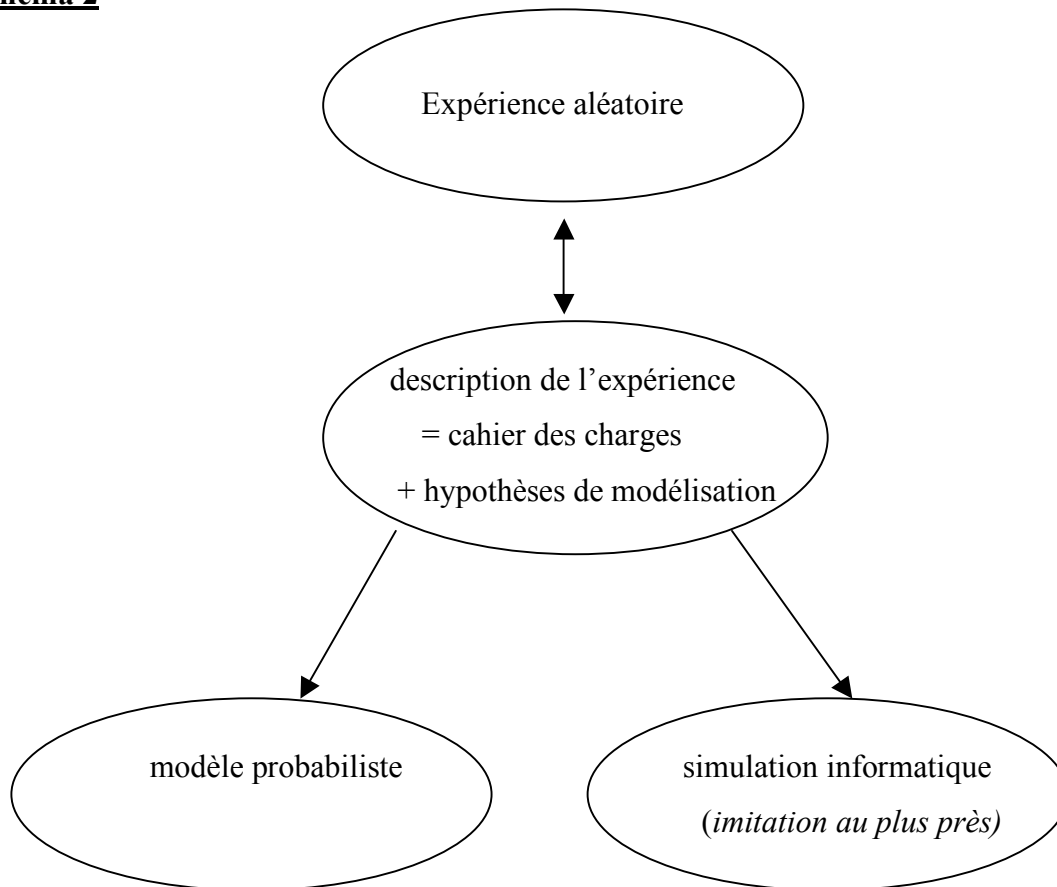 Expérience aléatoire
description de l’expérience
= cahier des charges
+ hypothèses de modélisation
modèle probabiliste
simulation informatique
(imitation au plus près)